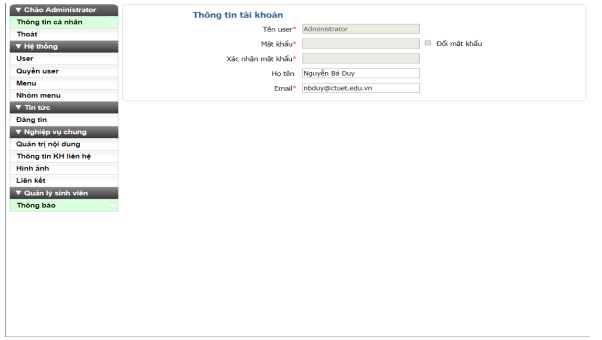 ▼ Chào Administrator
Thông tin cá nhân
Thoát
▼ Hệ thống
User
Quyền user
Menu
Nhóm menu
▼ Tin tức
Đăng tin
▼ Nghiệp vụ chung
Quản trị nội dung
Thông tin KH liên hệ
Hình ảnh
Liên kết
▼ Quản lý sinh viên
Thông báo
Thông tin tài khoản
Tên user* Administrator
Mật khẩu* Đổi mật khẩu
Xác nhận mật khẩu*
Họ tên Nguyễn Bá Duy
Email* nbduy@ctuet.edu.vn